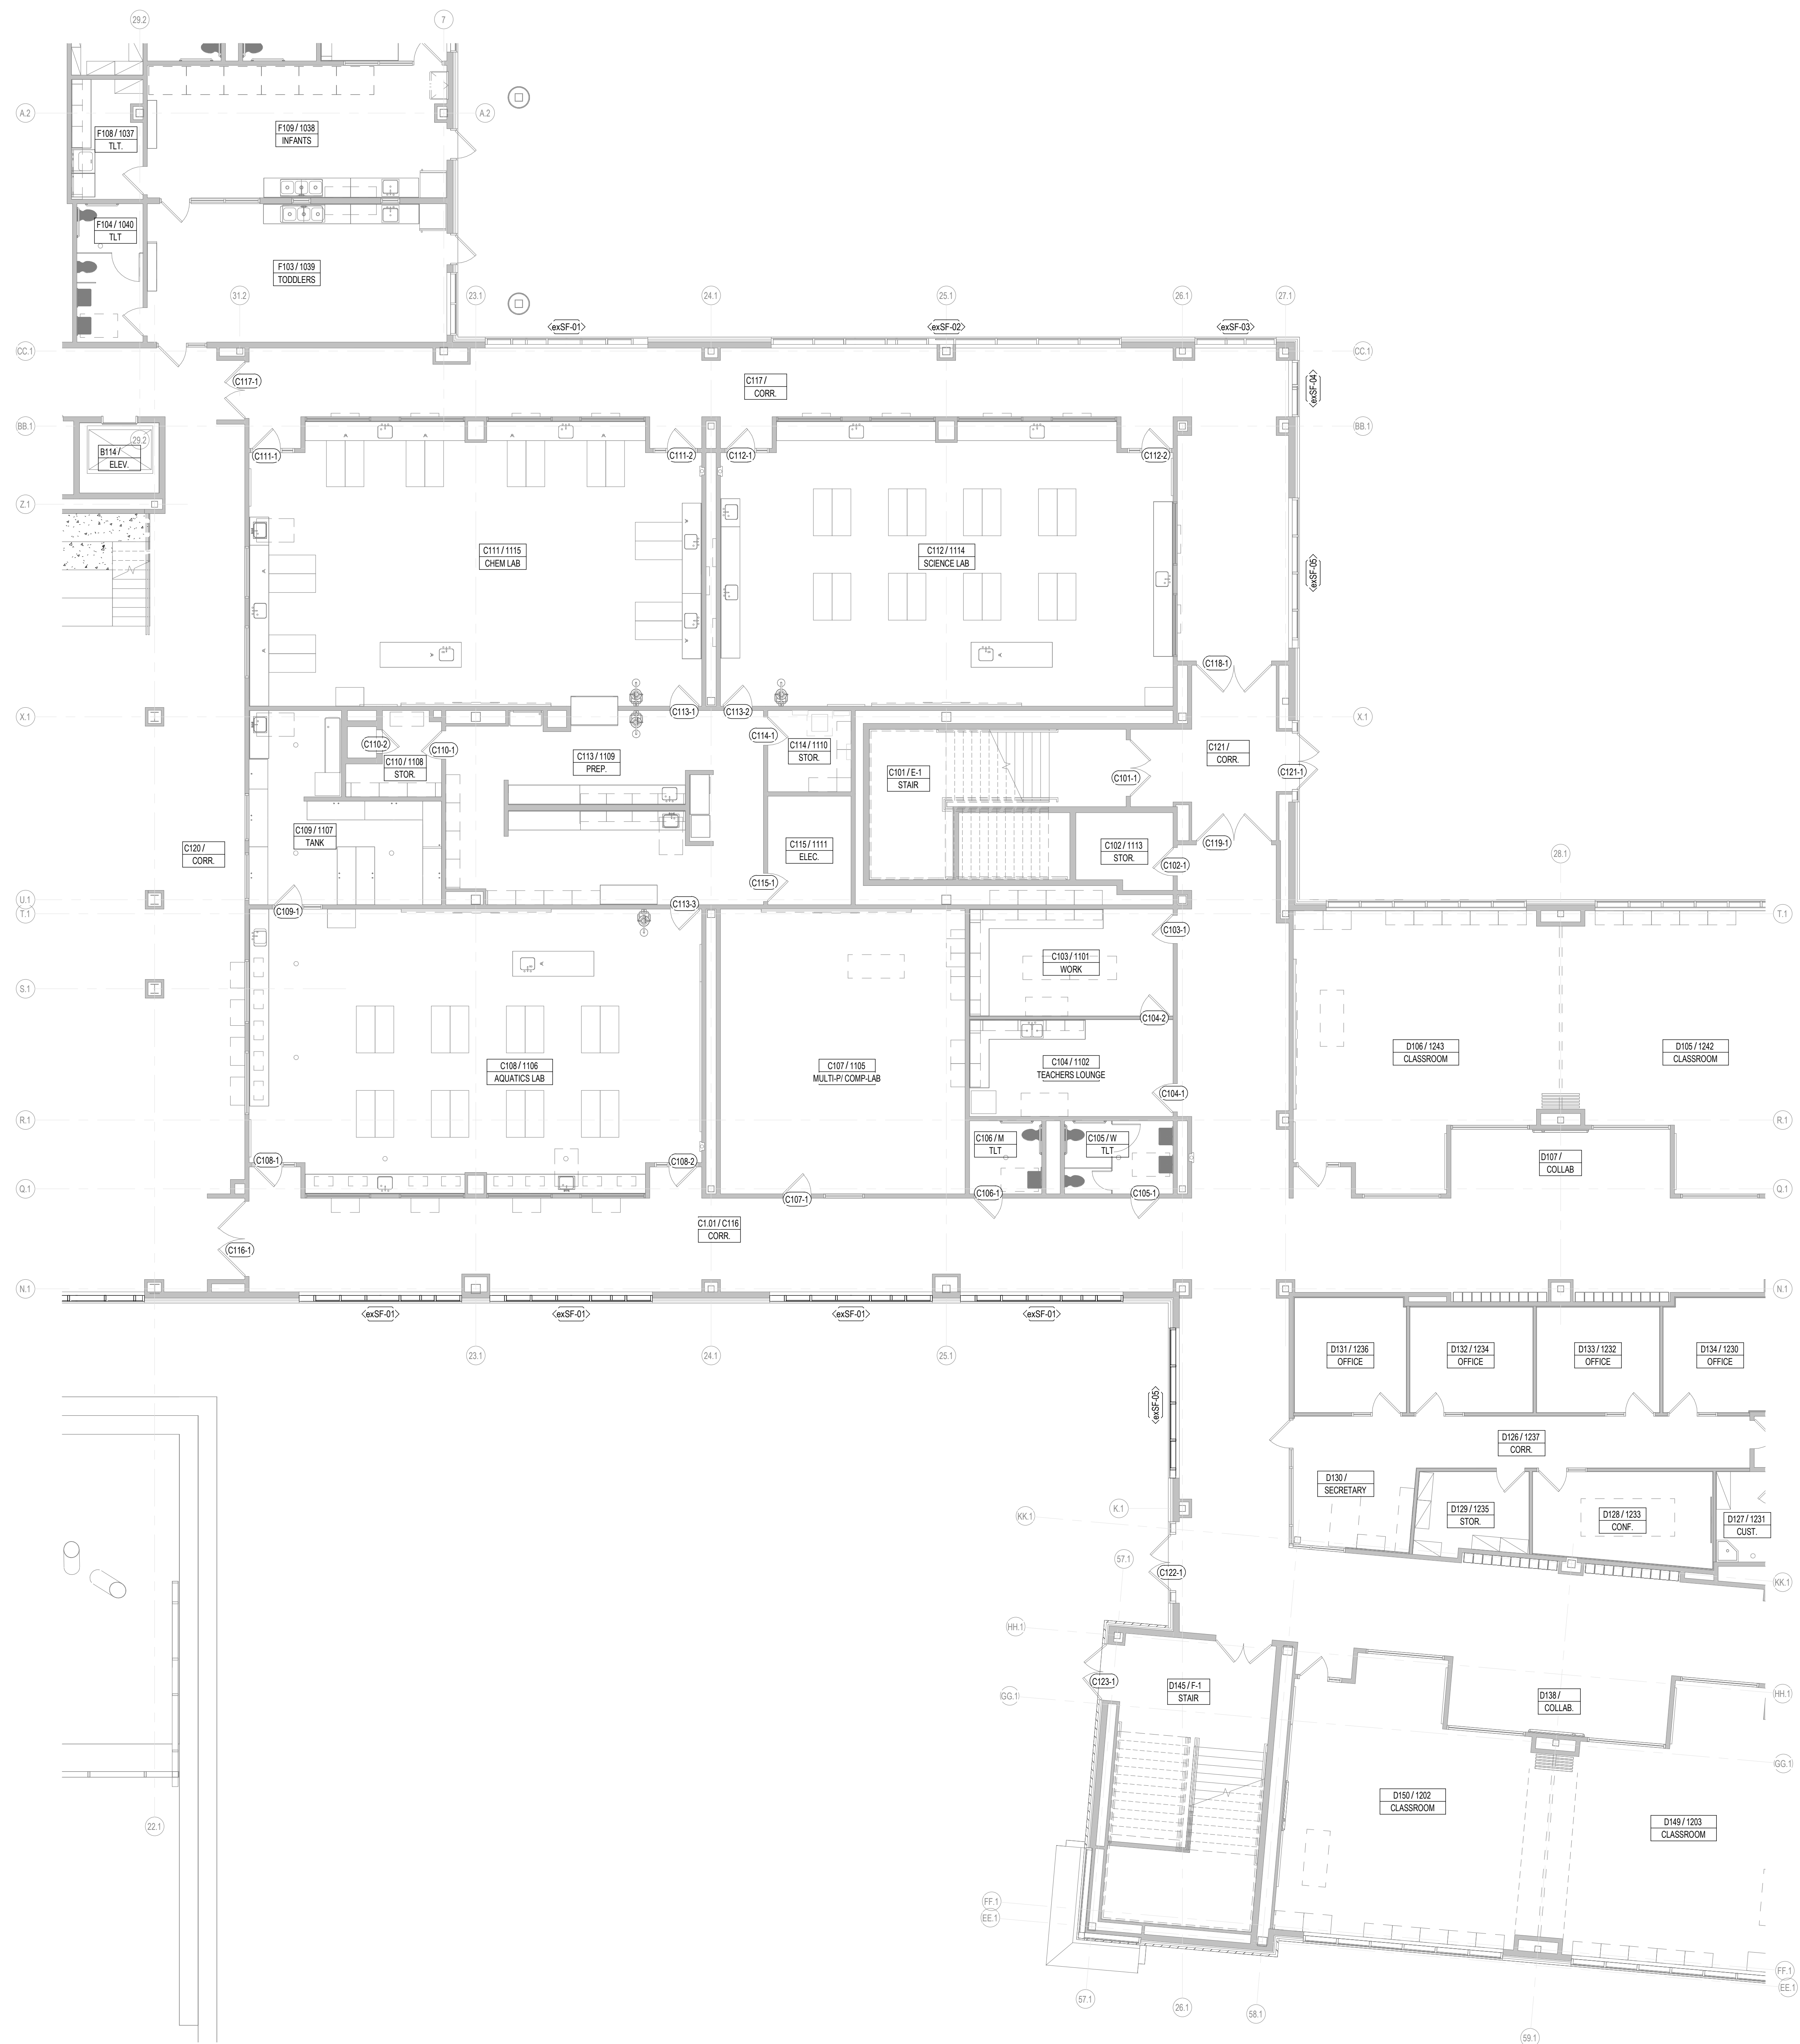 29.2
7
A.2
A.2
F108 / 1037
TLT.
F109 / 1038
INFANTS
F104 / 1040
TLT
F103 / 1039
TODDLERS
31.2
23.1
24.1
25.1
26.1
27.1
exSF-01
exSF-02
exSF-03
CC.1
CC.1
C117-1
C117 /
CORR.
exSF-04
BB.1
BB.1
29.2
B114 /
ELEV.
C111-1
C111-2
C112-1
C112-2
Z.1
C111 / 1115
CHEM LAB
C112 / 1114
SCIENCE LAB
exSF-05
C118-1
X.1
X.1
C113-1
C113-2
C110-2
C110-1
C114-1
C110 / 1108
STOR.
C113 / 1109
PREP.
C114 / 1110
STOR.
C121 /
CORR.
C101 / E-1
STAIR
C101-1
C121-1
C109 / 1107
TANK
C120 /
CORR.
C115 / 1111
ELEC.
C102 / 1113
STOR.
C119-1
C102-1
28.1
C115-1
U.1
T.1
T.1
C109-1
C113-3
C103-1
C103 / 1101
WORK
S.1
C104-2
C108 / 1106
AQUATICS LAB
C107 / 1105
MULTI-P/ COMP-LAB
C104 / 1102
TEACHERS LOUNGE
D106 / 1243
CLASSROOM
D105 / 1242
CLASSROOM
C104-1
R.1
R.1
C106 / M
TLT
C105 / W
TLT
D107 /
COLLAB
C108-1
C108-2
Q.1
Q.1
C107-1
C106-1
C105-1
C1.01 / C116
CORR.
C116-1
N.1
N.1
exSF-01
exSF-01
exSF-01
exSF-01
23.1
24.1
25.1
D131 / 1236
OFFICE
D132 / 1234
OFFICE
D133 / 1232
OFFICE
D134 / 1230
OFFICE
exSF-05
D126 / 1237
CORR.
D130 /
SECRETARY
D129 / 1235
STOR.
D128 / 1233
CONF.
D127 / 1231
CUST.
K.1
KK.1
57.1
C122-1
KK.1
HH.1
C123-1
D145 / F-1
STAIR
GG.1
D138 /
COLLAB.
HH.1
GG.1
D150 / 1202
CLASSROOM
D149 / 1203
CLASSROOM
22.1
FF.1
EE.1
FF.1
EE.1
57.1
26.1
58.1
59.1